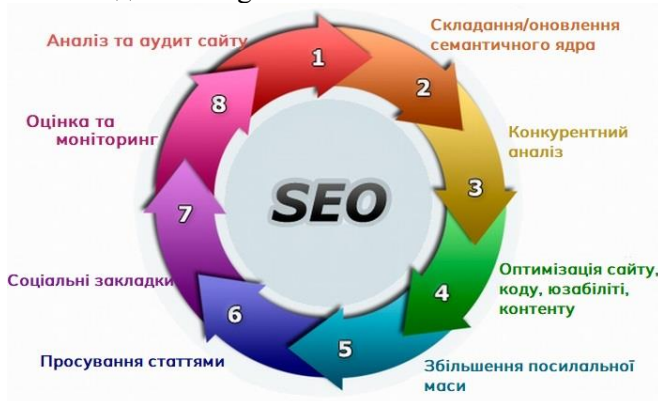 Аналіз та аудит сайту
1
Складання/оновлення
семантичного ядра
2
Конкурентний
аналіз
3
Оптимізація сайту,
коду, юзабіліті,
контенту
4
Збільшення посилальної
маси
5
Просування статтями
6
Соціальні закладки
7
Оцінка та
моніторинг
8
SEO